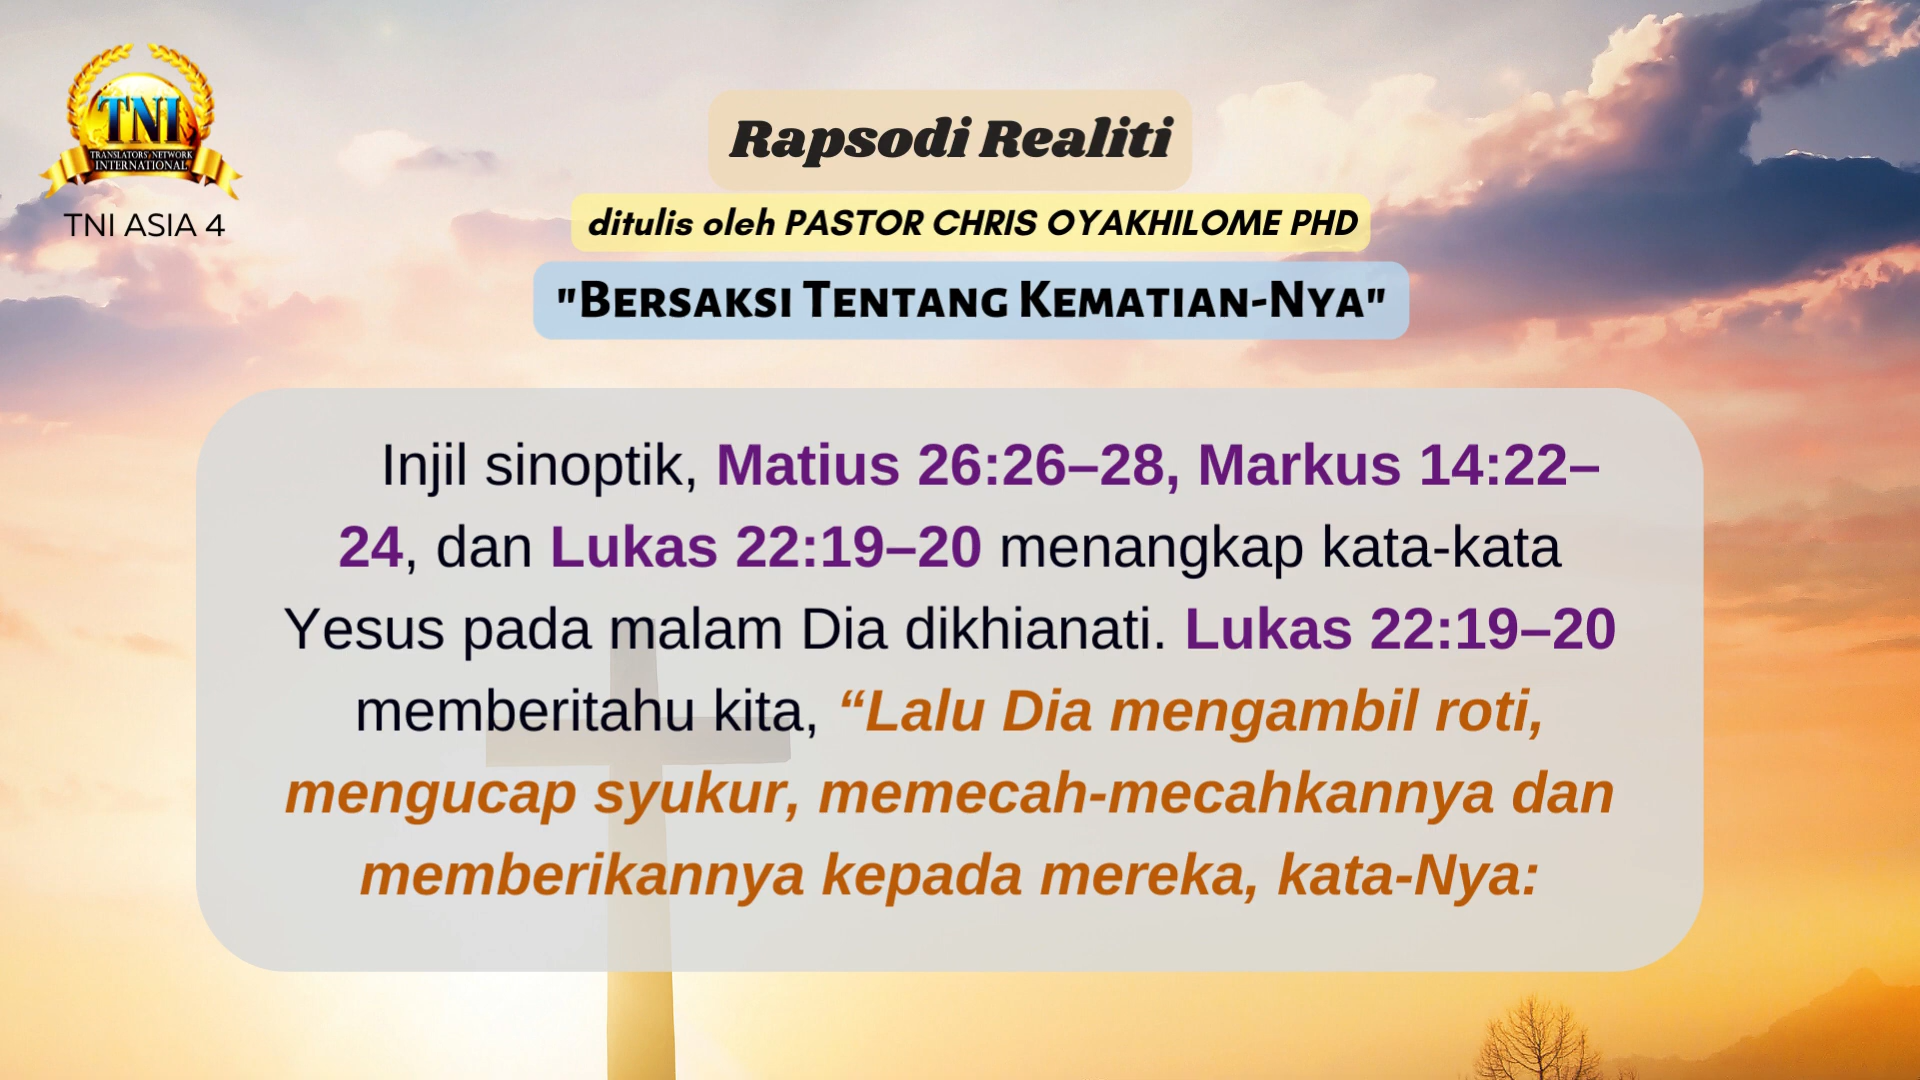 TNI
TRANSLATORS NETWORK
INTERNATIONAL
TNI ASIA 4
Rapsodi Realiti
ditulis oleh PASTOR CHRIS OYAKHILOME PHD
"Bersaksi Tentang Kematian-Nya"
Injil sinoptik, Matius 26:26–28, Markus 14:22–
24, dan Lukas 22:19–20 menangkap kata-kata
Yesus pada malam Dia dikhianati. Lukas 22:19–20
memberitahu kita, “Lalu Dia mengambil roti,
mengucap syukur, memecah-mecahkannya dan
memberikannya kepada mereka, kata-Nya: